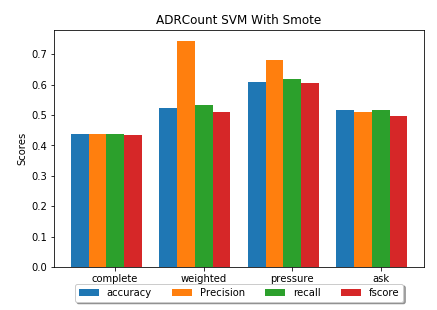 ADRCount SVM With Smote
Scores
0.7
0.6
0.5
0.4
0.3
0.2
0.1
0.0
complete weighted pressure ask
accuracy Precision recall fscore